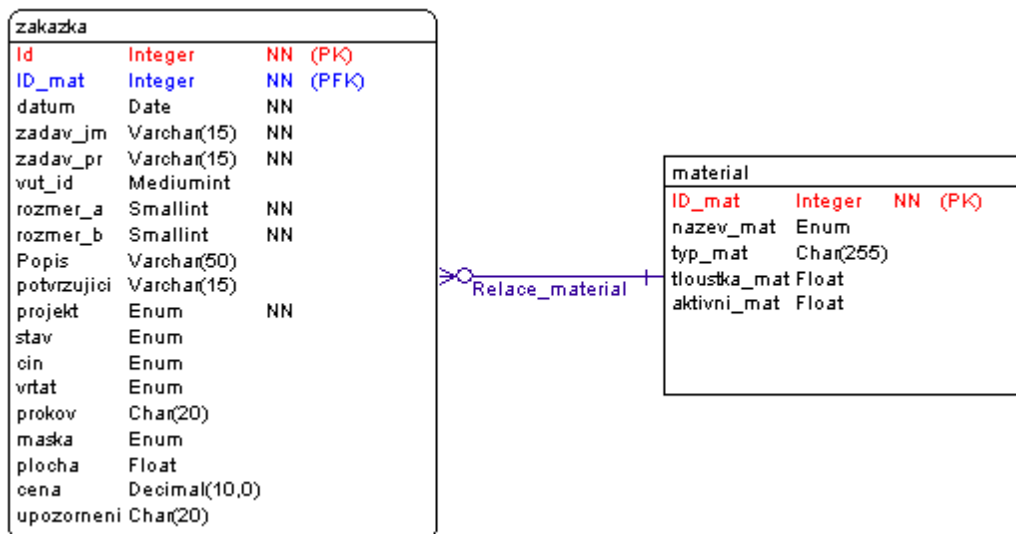 zakazka
Id Integer NN (PK)
ID_mat Integer NN (PFK)
datum Date NN
zadav_jm Varchar(15) NN
zadav_pr Varchar(15) NN
vut_id Mediumint
rozmer_a Smallint NN
rozmer_b Smallint NN
Popis Varchar(50)
potvrzujici Varchar(15)
projekt Enum NN
stav Enum
cin Enum
vrtat Enum
prokov Char(20)
maska Enum
plocha Float
cena Decimal(10,0)
upozorneni Char(20)
Relace_material
material
ID_mat Integer NN (PK)
nazev_mat Enum
typ_mat Char(255)
tloustka_mat Float
aktivni_mat Float